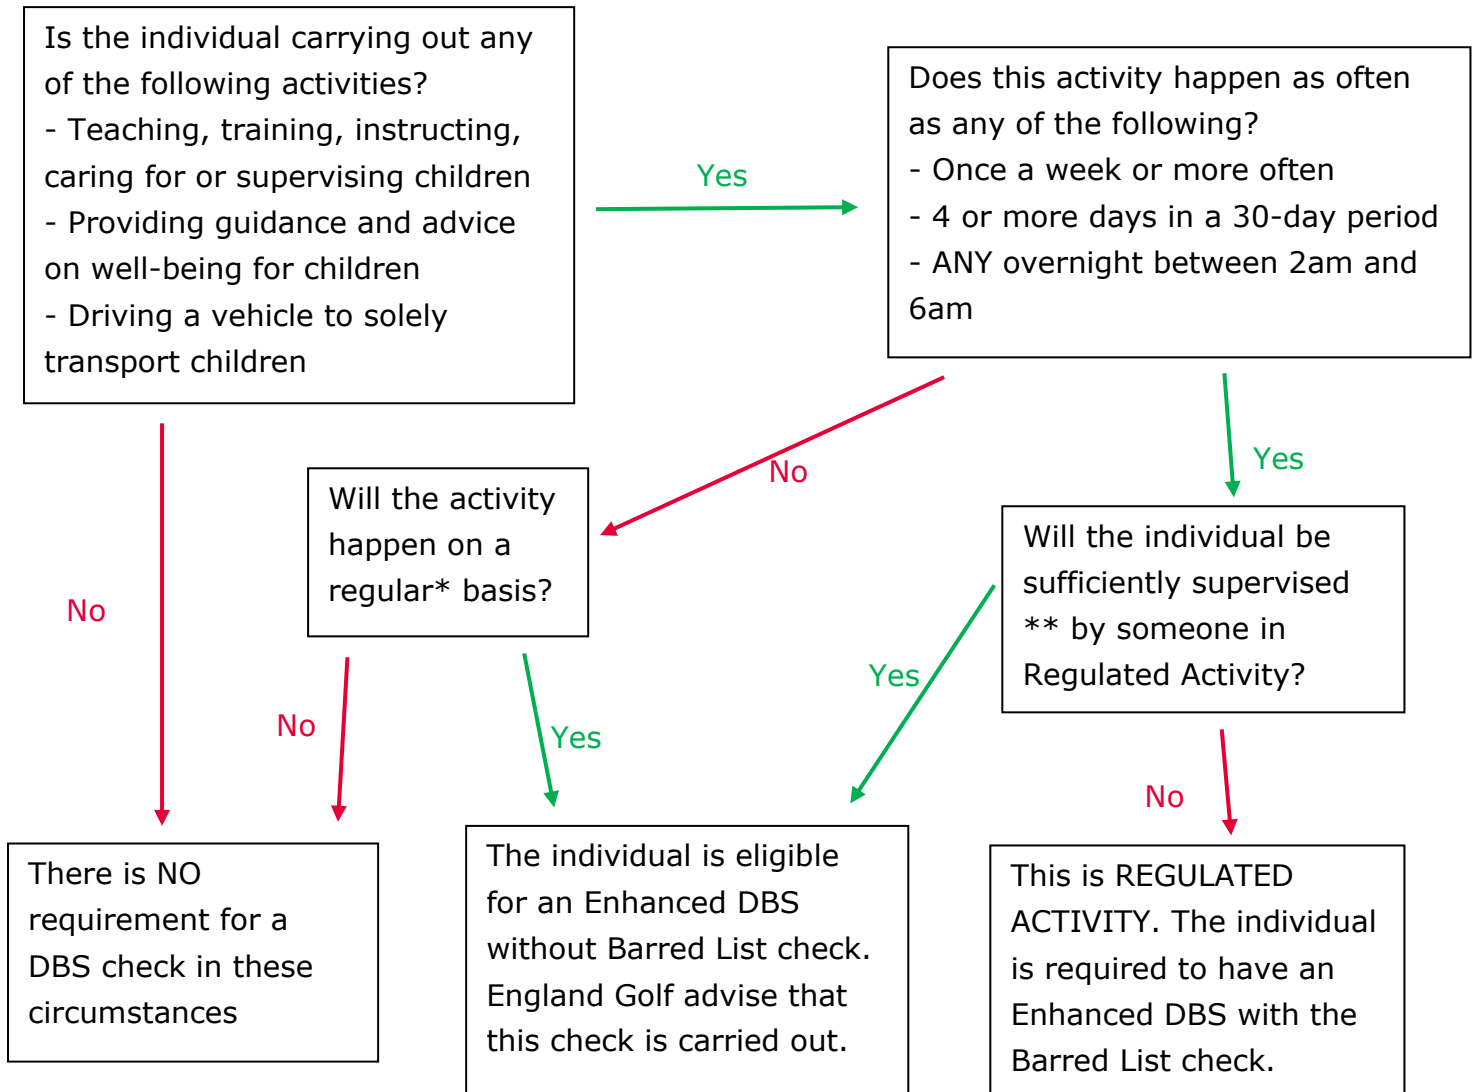 Is the individual carrying out any
of the following activities?
- Teaching, training, instructing,
caring for or supervising children
- Providing guidance and advice
on well-being for children
- Driving a vehicle to solely
transport children
Yes
Does this activity happen as often
as any of the following?
- Once a week or more often
- 4 or more days in a 30-day period
- ANY overnight between 2am and
6am
No
No
Yes
Will the activity
happen on a
regular* basis?
Will the individual be
sufficiently supervised
** by someone in
Regulated Activity?
No
Yes
Yes
No
There is NO
requirement for a
DBS check in these
circumstances
The individual is eligible
for an Enhanced DBS
without Barred List check.
England Golf advise that
this check is carried out.
This is REGULATED
ACTIVITY. The individual
is required to have an
Enhanced DBS with the
Barred List check.